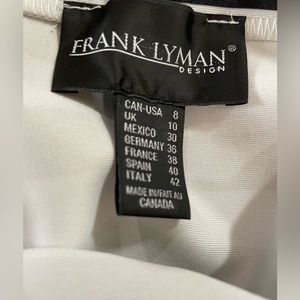 FRANK LYMAN®
DESIGN
CAN-USA 8
UK 10
MEXICO 30
GERMANY 36
FRANCE 38
SPAIN 40
ITALY 42
MADE IN/FAIT AU
CANADA